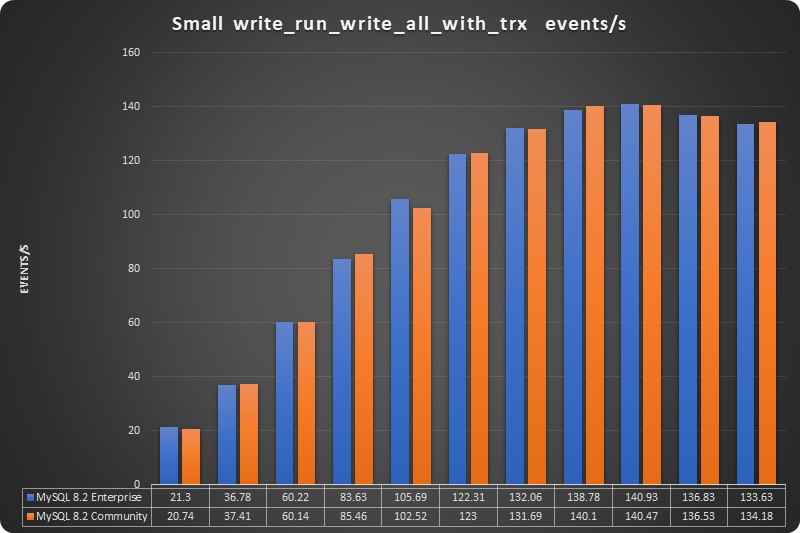 Small write_run_write_all_with_trx events/s
160
140
120
100
80
60
40
20
0
EVENTS/S
MySQL 8.2 Enterprise 21.3 36.78 60.22 83.63 105.69 122.31 132.06 138.78 140.93 136.83 133.63
MySQL 8.2 Community 20.74 37.41 60.14 85.46 102.52 123 131.69 140.1 140.47 136.53 134.18